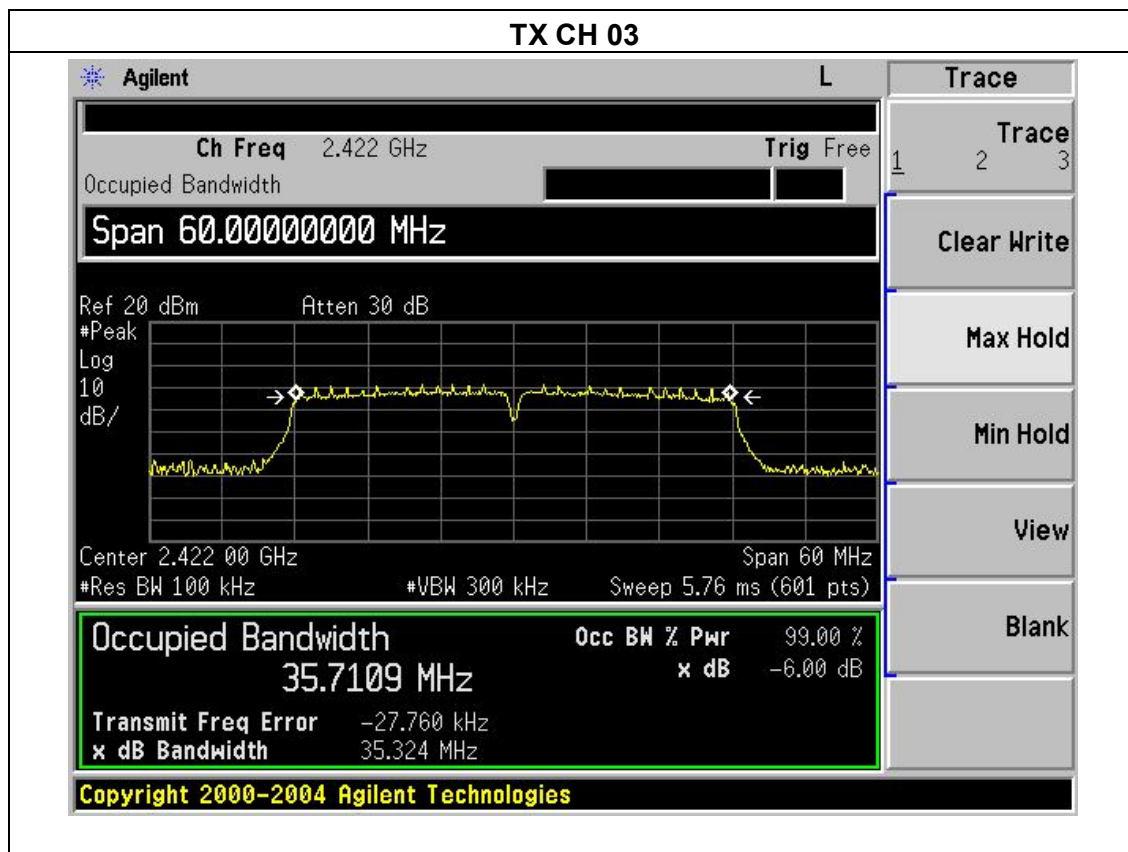 TX CH 03
Agilent L Trace
Ch Freq 2.422 GHz Trig Free
Occupied Bandwidth
Span 60.00000000 MHz
Ref 20 dBm Atten 30 dB
#Peak
Log
10
dB/
Center 2.422 00 GHz Span 60 MHz
#Res BW 100 kHz #VBW 300 kHz Sweep 5.76 ms (601 pts)
Occupied Bandwidth Occ BW % Pwr 99.00 %
35.7109 MHz x dB -6.00 dB
Transmit Freq Error -27.760 kHz
x dB Bandwidth 35.324 MHz
Trace
1 2 3
Clear Write
Max Hold
Min Hold
View
Blank
Copyright 2000-2004 Agilent Technologies